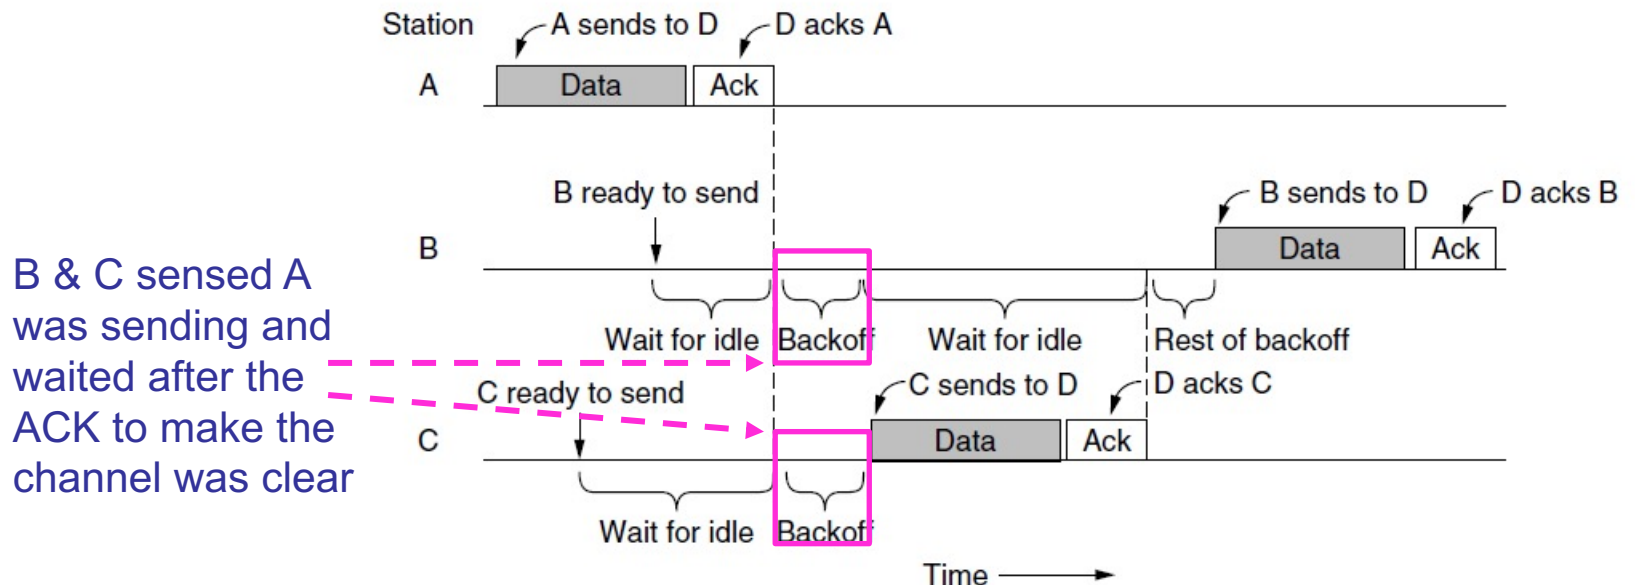 Station
A sends to D
D acks A
A
Data
Ack
B ready to send
B sends to D
D acks B
B
Data
Ack
B & C sensed A
was sending and
waited after the
ACK to make the
channel was clear
Wait for idle
Backoff
Wait for idle
Rest of backoff
C ready to send
C sends to D
D acks C
C
Data
Ack
Wait for idle
Backoff
Time